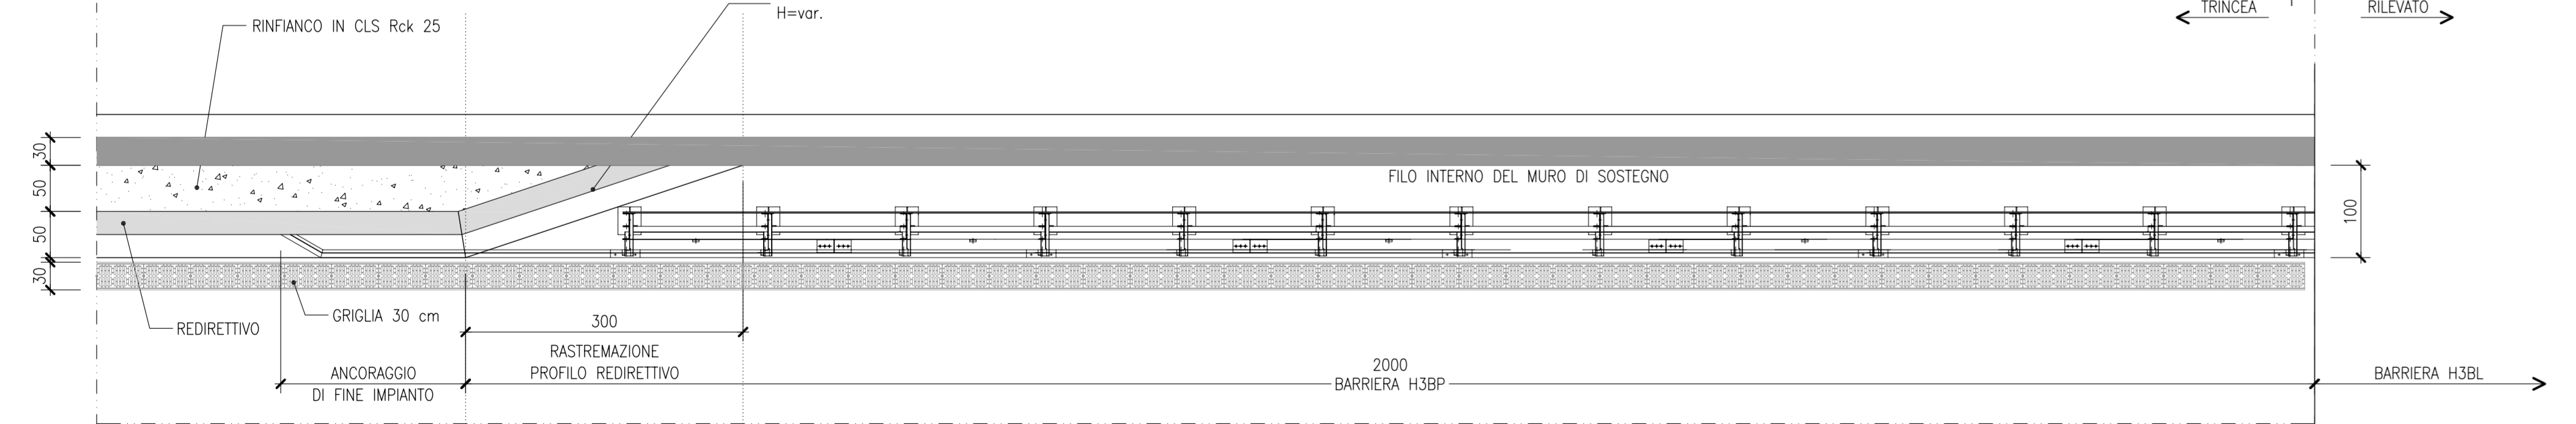 H=var.
TRINCEA
RILEVATO
RINFIANCO IN CLS Rck 25
30
50
50
30
FILO INTERNO DEL MURO DI SOSTEGNO
100
GRIGLIA 30 cm
REDIRETTIVO
300
RASTREMAZIONE
PROFILO REDIRETTIVO
ANCORAGGIO
DI FINE IMPIANTO
2000
BARRIERA H3BP
BARRIERA H3BL